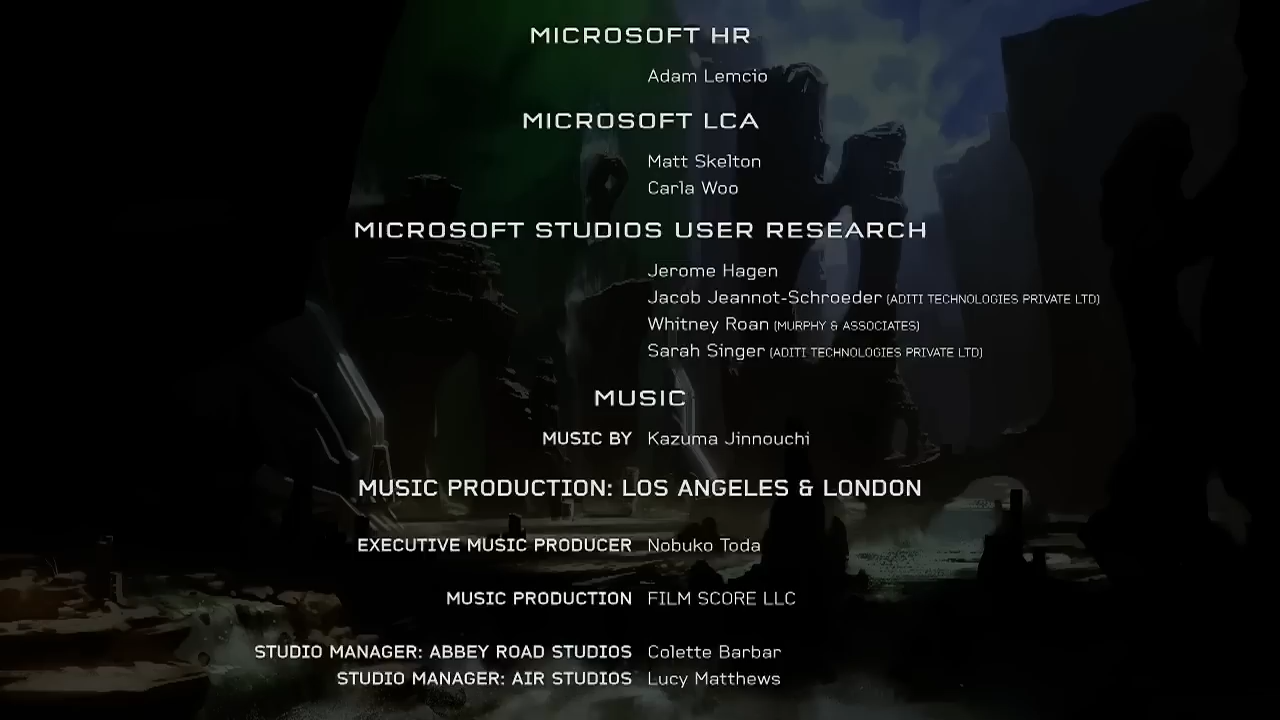 MICROSOFT HR
Adam Lemcio
MICROSOFT LCA
Matt Skelton
Carla Woo
MICROSOFT STUDIOS USER RESEARCH
Jerome Hagen
Jacob Jeannot-Schroeder (ADITI TECHNOLOGIES PRIVATE LTD)
Whitney Roan (MURPHY & ASSOCIATES)
Sarah Singer (ADITI TECHNOLOGIES PRIVATE LTD)
MUSIC
MUSIC BY Kazuma Jinnouchi
MUSIC PRODUCTION: LOS ANGELES & LONDON
EXECUTIVE MUSIC PRODUCER Nobuko Toda
MUSIC PRODUCTION FILM SCORE LLC
STUDIO MANAGER: ABBEY ROAD STUDIOS Colette Barbar
STUDIO MANAGER: AIR STUDIOS Lucy Matthews